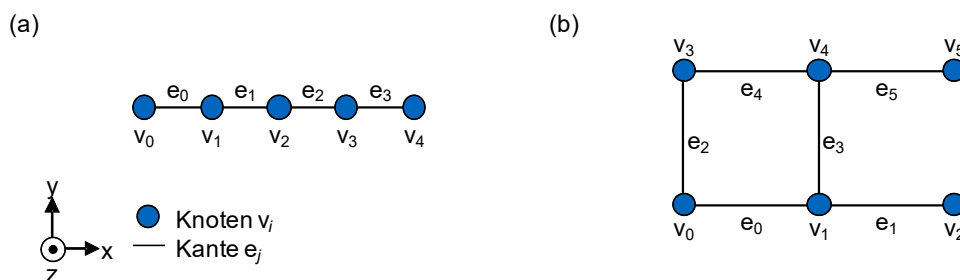 (a)
(b)
e₀ e₁ e₂ e₃
v₀ v₁ v₂ v₃ v₄
y
x
z
Knoten vᵢ
Kante eⱼ
v₃ v₄ v₅
e₄ e₅
e₂ e₃
v₀ e₀ v₁ e₁ v₂